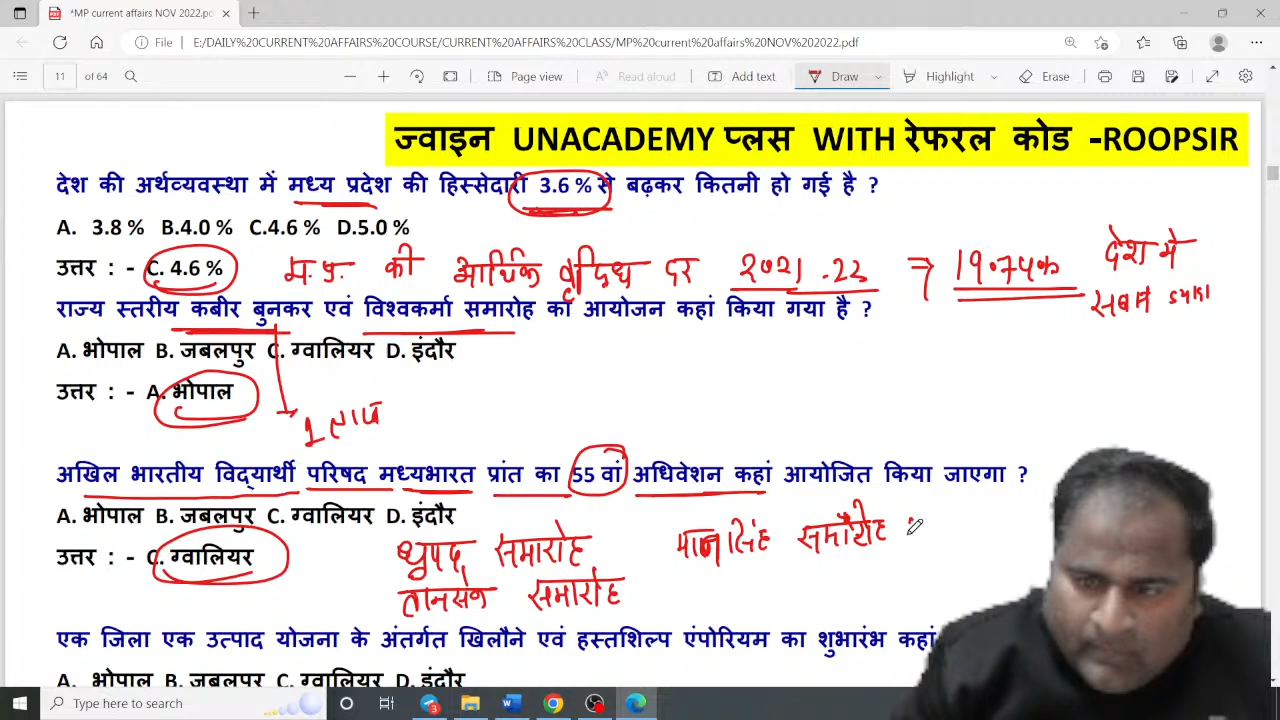 *MP current affairs NOV 2022.pd
File E:/DAILY%20CURRENT%20AFFAIRS%20COURSE/CURRENT%20AFFAIRS%20CLASS/MP%20current%20affairs%20NOV%202022.pdf
11 of 64 Page view Read aloud Add text Draw Highlight Erase
ज्वाइन UNACADEMY प्लस WITH रेफरल कोड -ROOPSIR
देश की अर्थव्यवस्था में मध्य प्रदेश की हिस्सेदारी 3.6 % से बढ़कर कितनी हो गई है ?
A. 3.8 % B.4.0 % C.4.6 % D.5.0 %
उत्तर : - C. 4.6 % म.प्र. की आर्थिक वृद्धि दर 2021-22 ⇒ देश मे
राज्य स्तरीय कबीर बुनकर एवं विश्वकर्मा समारोह का आयोजन कहां किया गया है ?
A. भोपाल B. जबलपुर C. ग्वालियर D. इंदौर
उत्तर : - A. भोपाल
1 लाख
अखिल भारतीय विद्यार्थी परिषद मध्यभारत प्रांत का 55 वां अधिवेशन कहां आयोजित किया जाएगा ?
A. भोपाल B. जबलपुर C. ग्वालियर D. इंदौर
उत्तर : - C. ग्वालियर ध्रुपद समारोह मानसिंह समारोह
तानसेन समारोह
एक जिला एक उत्पाद योजना के अंतर्गत खिलौने एवं हस्तशिल्प एंपोरियम का शुभारंभ कहां
A. भोपाल B. जबलपुर C. ग्वालियर D. इंदौर
Type here to search